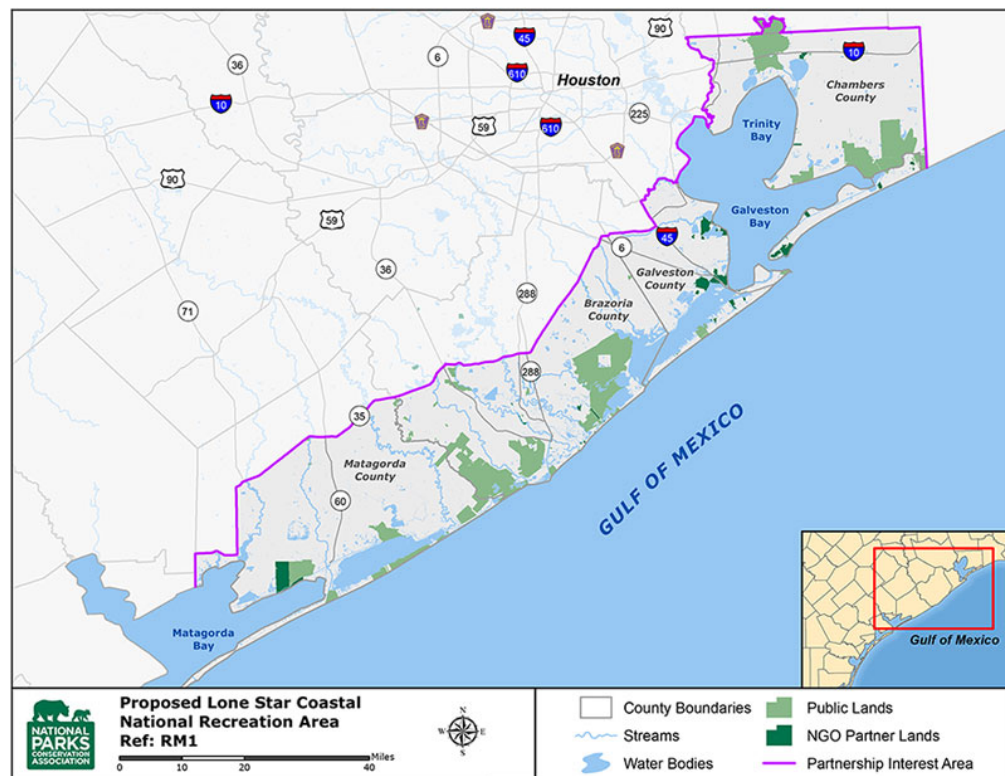 90
45
6
36
610
Houston
10
10
Chambers
County
225
59
610
Trinity
Bay
90
59
Galveston
Bay
45
6
36
Galveston
County
288
Brazoria
County
71
288
35
Matagorda
County
GULF OF MEXICO
60
Matagorda
Bay
Gulf of Mexico
NATIONAL
PARKS
CONSERVATION
ASSOCIATION
Proposed Lone Star Coastal
National Recreation Area
Ref: RM1
Miles
0 10 20 40
N
W E
S
County Boundaries
Streams
Water Bodies
Public Lands
NGO Partner Lands
Partnership Interest Area